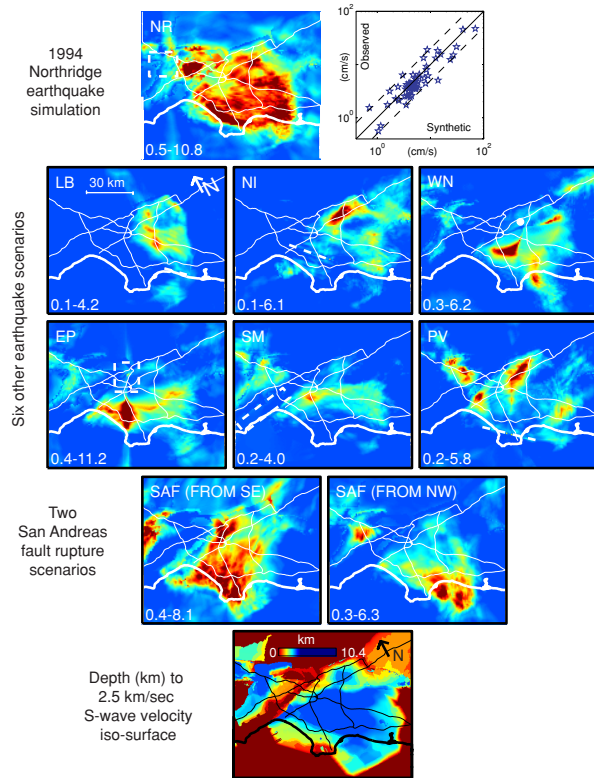 1994
Northridge
earthquake
simulation
NR
0.5-10.8
10²
(cm/s)
10⁰
Observed
Synthetic
10⁰
(cm/s)
10²
Six other earthquake scenarios
LB
30 km
N
0.1-4.2
NI
0.1-6.1
WN
0.3-6.2
EP
0.4-11.2
SM
0.2-4.0
PV
0.2-5.8
Two
San Andreas
fault rupture
scenarios
SAF (FROM SE)
0.4-8.1
SAF (FROM NW)
0.3-6.3
Depth (km) to
2.5 km/sec
S-wave velocity
iso-surface
km
0 10.4
N